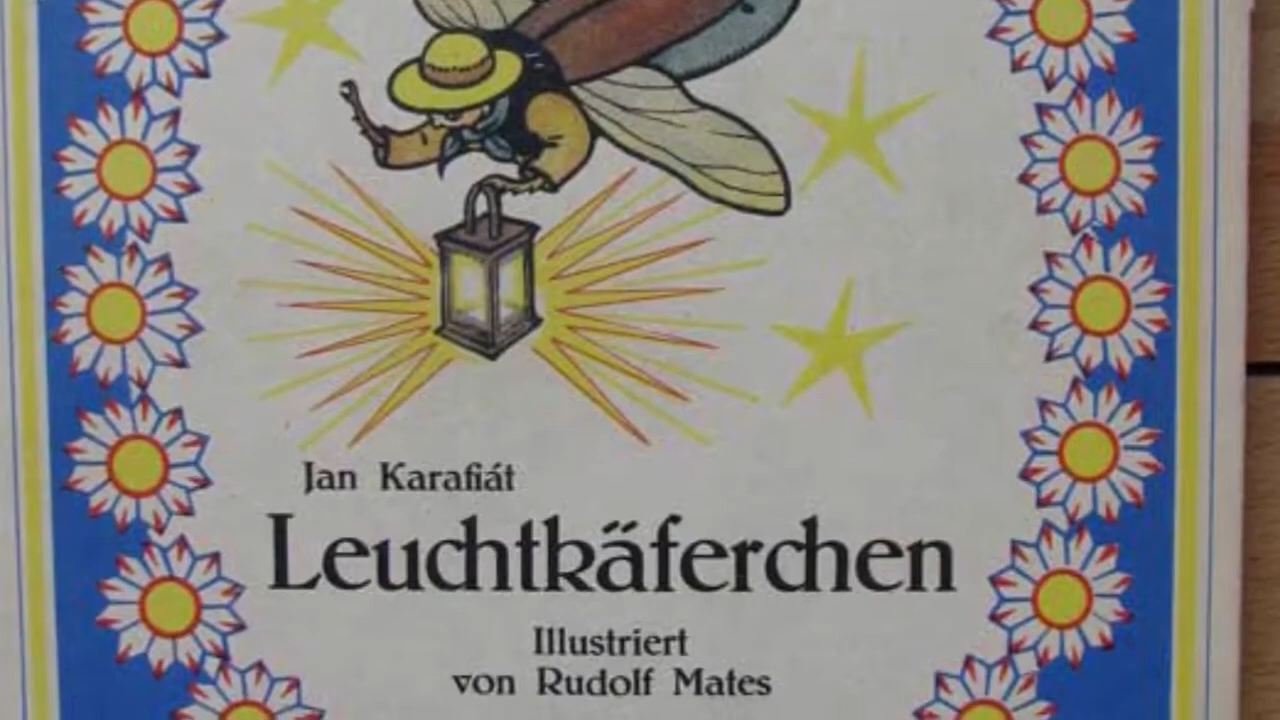 Jan Karafiát
Leuchtkäferchen
Illustriert
von Rudolf Mates